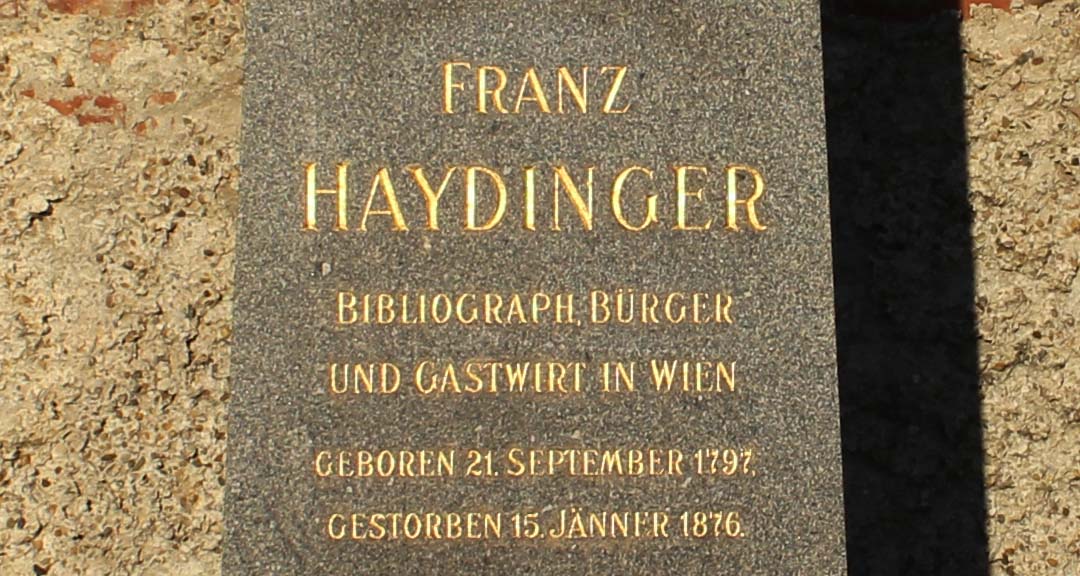 FRANZ
HAYDINGER
BIBLIOGRAPH, BÜRGER
UND GASTWIRT IN WIEN
GEBOREN 21. SEPTEMBER 1797,
GESTORBEN 15. JÄNNER 1876.